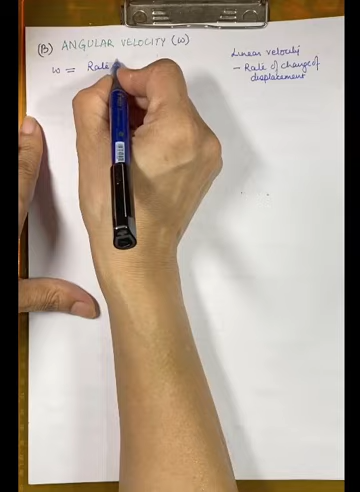 (B) ANGULAR VELOCITY (ω)
ω = Rate
Linear velocity
- Rate of change of
displacement